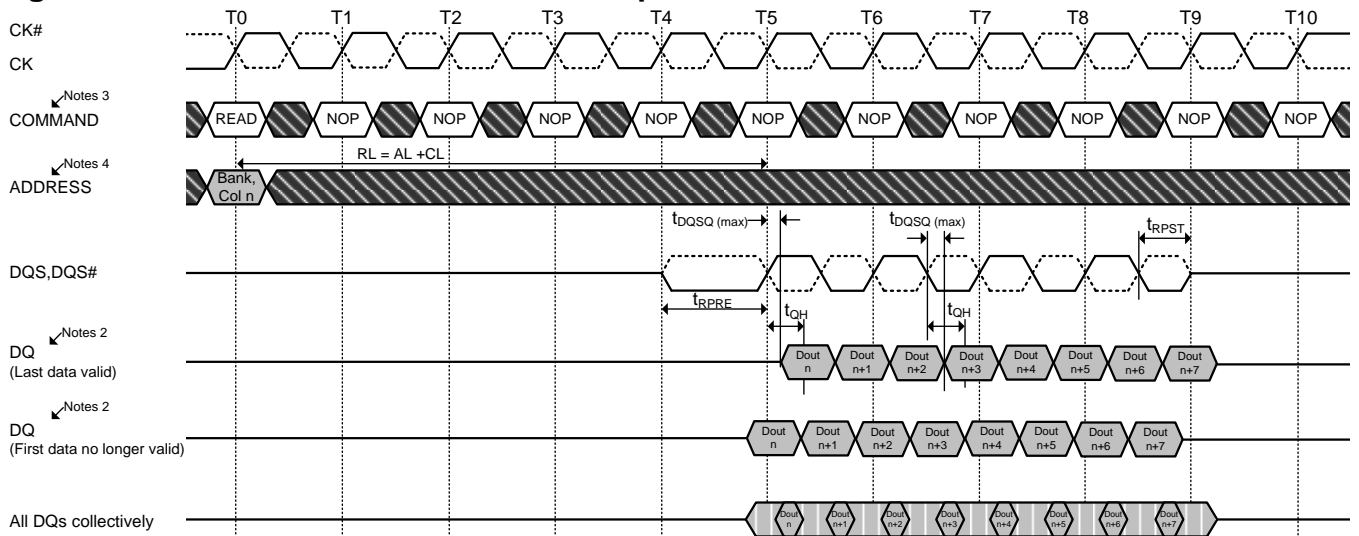 T0 T1 T2 T3 T4 T5 T6 T7 T8 T9 T10
CK#
CK
Notes 3
COMMAND
READ NOP NOP NOP NOP NOP NOP NOP NOP NOP NOP
Notes 4
RL = AL +CL
ADDRESS
Bank,
Col n
tDQSQ (max) tDQSQ (max) tRPST
DQS,DQS#
tRPRE tQH tQH
Notes 2
DQ
(Last data valid)
Dout n Dout n+1 Dout n+2 Dout n+3 Dout n+4 Dout n+5 Dout n+6 Dout n+7
Notes 2
DQ
(First data no longer valid)
Dout n Dout n+1 Dout n+2 Dout n+3 Dout n+4 Dout n+5 Dout n+6 Dout n+7
All DQs collectively
Dout n Dout n+1 Dout n+2 Dout n+3 Dout n+4 Dout n+5 Dout n+6 Dout n+7